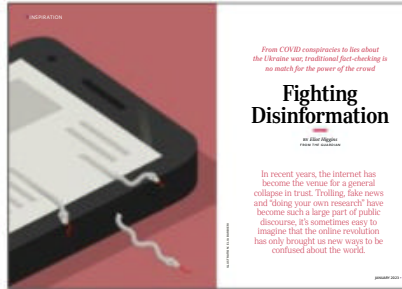 INSPIRATION
From COVID conspiracies to lies about
the Ukraine war, traditional fact-checking is
no match for the power of the crowd
Fighting
Disinformation
BY Eliot Higgins
FROM THE GUARDIAN
In recent years, the internet has
become the venue for a general
collapse in trust. Trolling, fake news
and “doing your own research” have
become such a large part of public
discourse, it’s sometimes easy to
imagine that the online revolution
has only brought us new ways to be
confused about the world.
JANUARY 2023